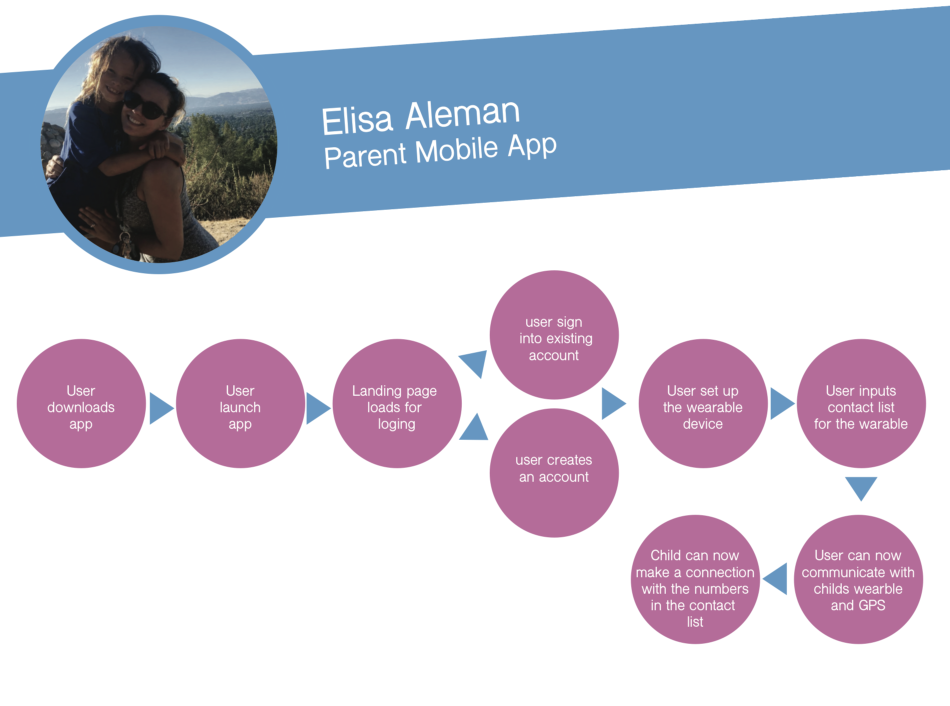 Elisa Aleman
Parent Mobile App
User
downloads
app
User
launch
app
Landing page
loads for
loging
user sign
into existing
account
user creates
an account
User set up
the wearable
device
User inputs
contact list
for the warable
User can now
communicate with
childs wearble
and GPS
Child can now
make a connection
with the numbers
in the contact
list